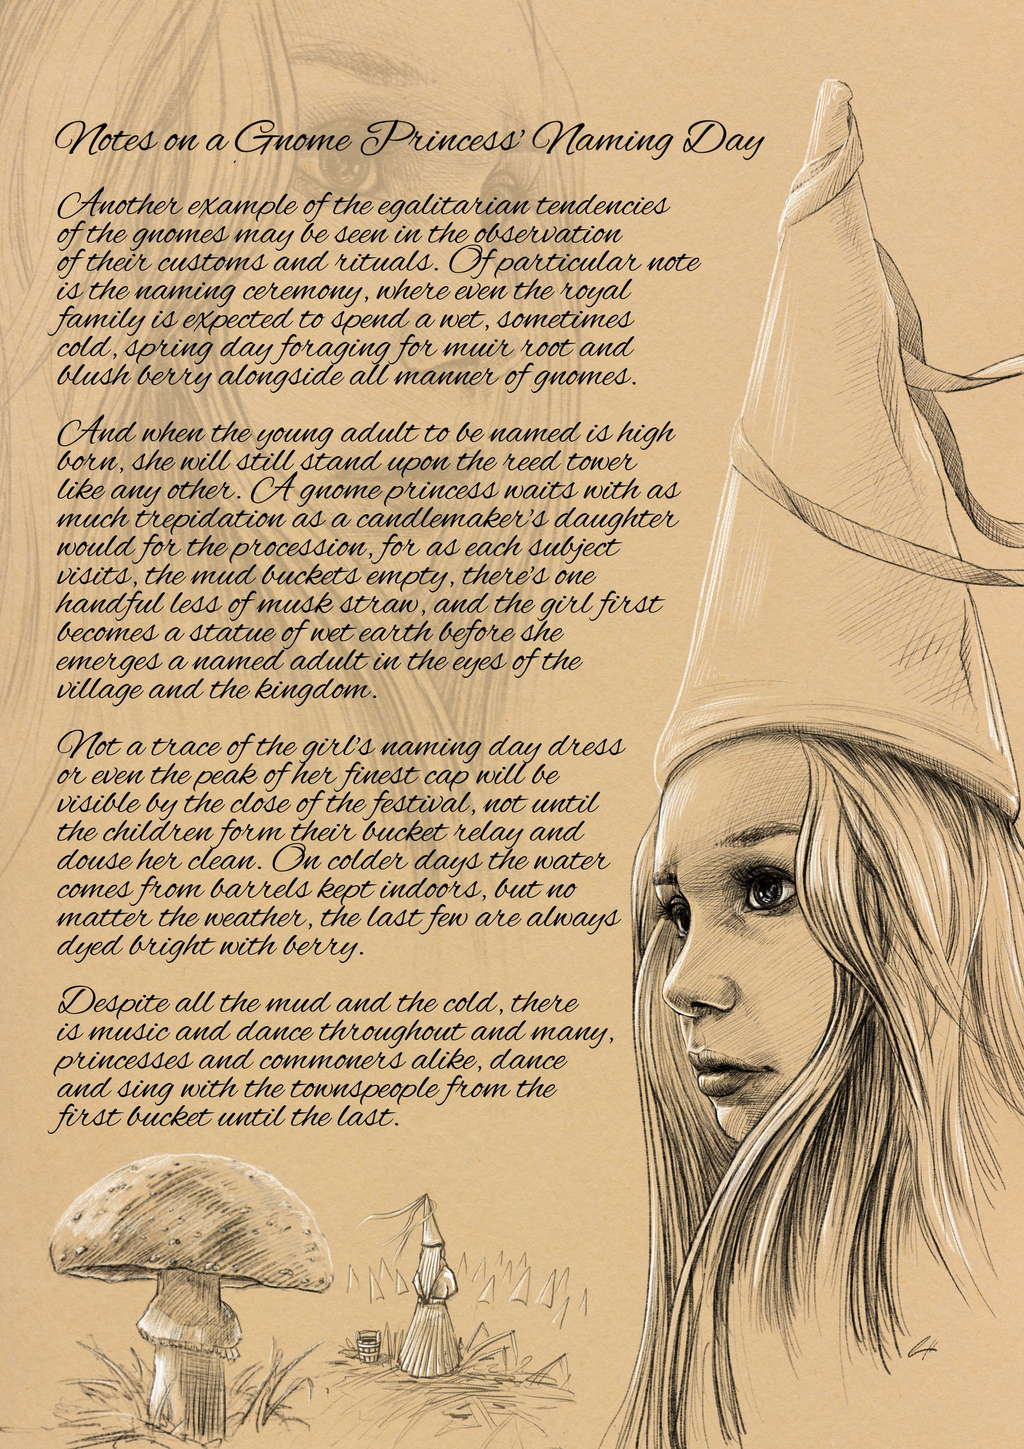 Notes on a Gnome Princess' Naming Day
Another example of the egalitarian tendencies
of the gnomes may be seen in the observation
of their customs and rituals. Of particular note
is the naming ceremony, where even the royal
family is expected to spend a wet, sometimes
cold, spring day foraging for muir root and
blush berry alongside all manner of gnomes.
And when the young adult to be named is high
born, she will still stand upon the reed tower
like any other. A gnome princess waits with as
much trepidation as a candlemaker's daughter
would for the procession, for as each subject
visits, the mud buckets empty, there's one
handful less of musk straw, and the girl first
becomes a statue of wet earth before she
emerges a named adult in the eyes of the
village and the kingdom.
Not a trace of the girl's naming day dress
or even the peak of her finest cap will be
visible by the close of the festival, not until
the children form their bucket relay and
douse her clean. On colder days the water
comes from barrels kept indoors, but no
matter the weather, the last few are always
dyed bright with berry.
Despite all the mud and the cold, there
is music and dance throughout and many,
princesses and commoners alike, dance
and sing with the townspeople from the
first bucket until the last.